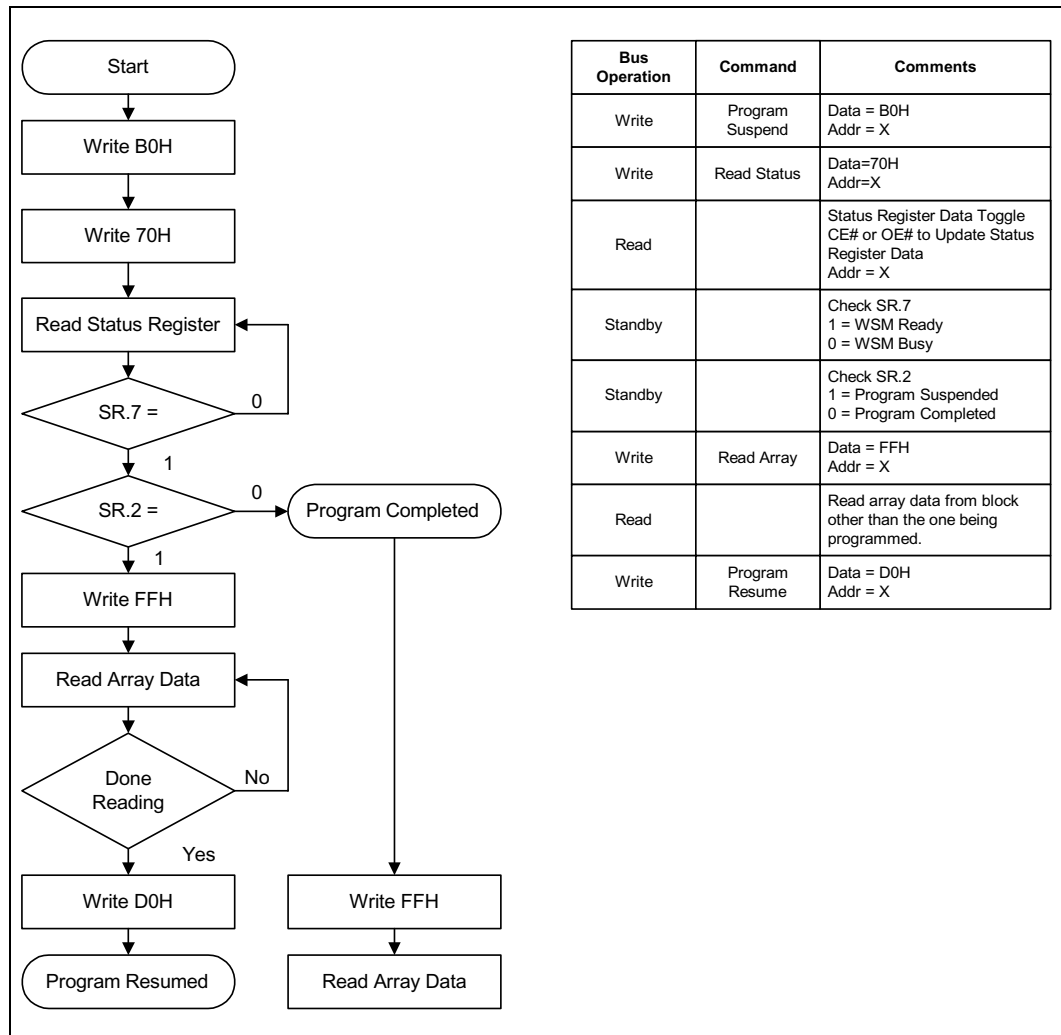 Start
Write B0H
Write 70H
Read Status Register
SR.7 =
0
1
SR.2 =
0
Program Completed
1
Write FFH
Read Array Data
Done
Reading
No
Yes
Write D0H
Write FFH
Program Resumed
Read Array Data
Bus
Operation
Command
Comments
Write
Program
Suspend
Data = B0H
Addr = X
Write
Read Status
Data=70H
Addr=X
Read
Status Register Data Toggle
CE# or OE# to Update Status
Register Data
Addr = X
Standby
Check SR.7
1 = WSM Ready
0 = WSM Busy
Standby
Check SR.2
1 = Program Suspended
0 = Program Completed
Write
Read Array
Data = FFH
Addr = X
Read
Read array data from block
other than the one being
programmed.
Write
Program
Resume
Data = D0H
Addr = X